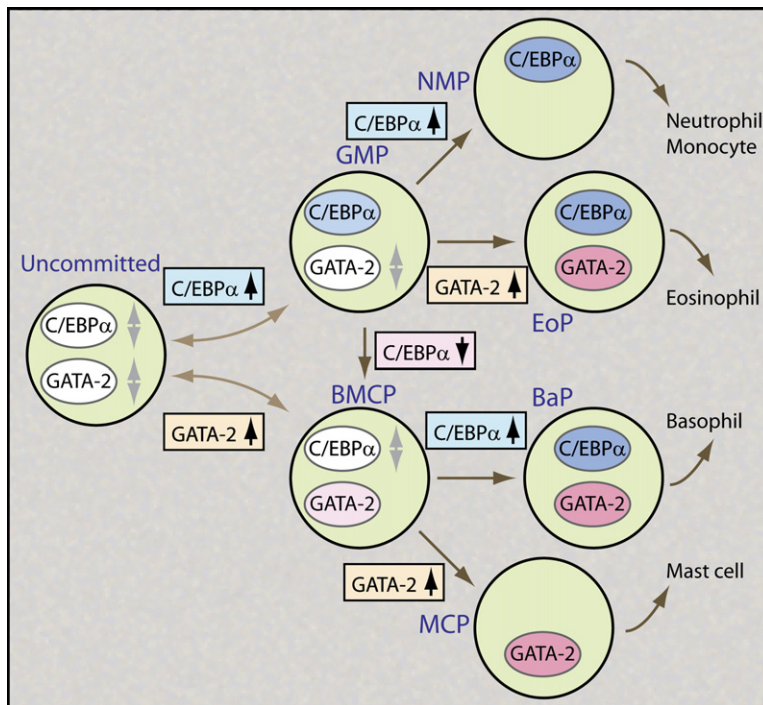 NMP
C/EBPα
C/EBPα
Neutrophil
Monocyte
GMP
C/EBPα
GATA-2
C/EBPα
GATA-2
GATA-2
Eosinophil
EoP
Uncommitted
C/EBPα
C/EBPα
GATA-2
C/EBPα
GATA-2
BMCP
C/EBPα
GATA-2
C/EBPα
BaP
C/EBPα
GATA-2
Basophil
GATA-2
MCP
GATA-2
Mast cell